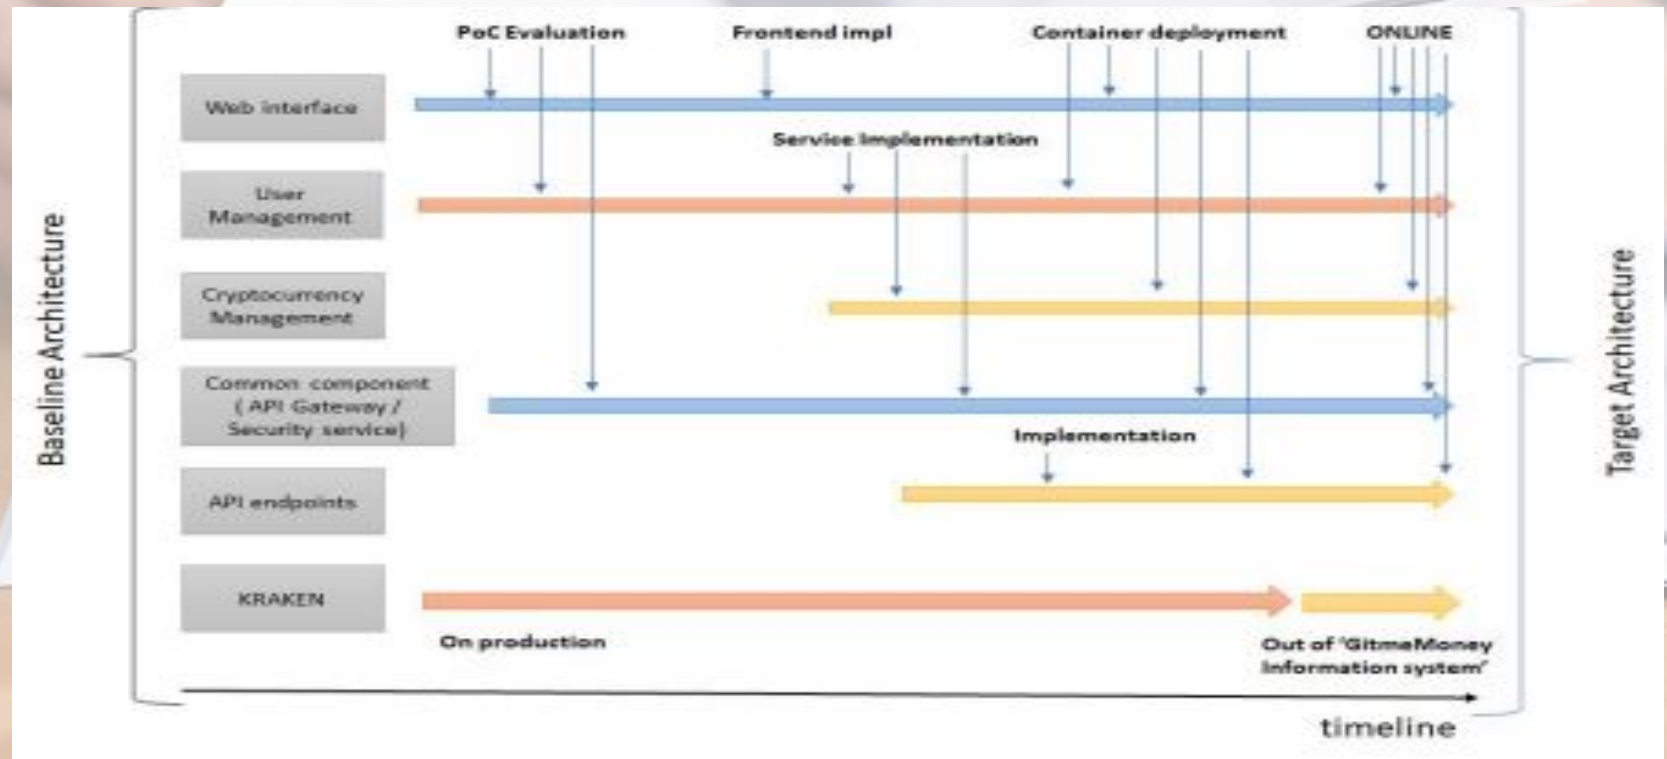 PoC Evaluation
Frontend impl
Container deployment
ONLINE
Web interface
Service Implementation
User
Management
Cryptocurrency
Management
Common component
( API Gateway /
Security service)
Implementation
API endpoints
KRAKEN
On production
Out of 'GitmeMoney
Information system'
timeline
Baseline Architecture
Target Architecture